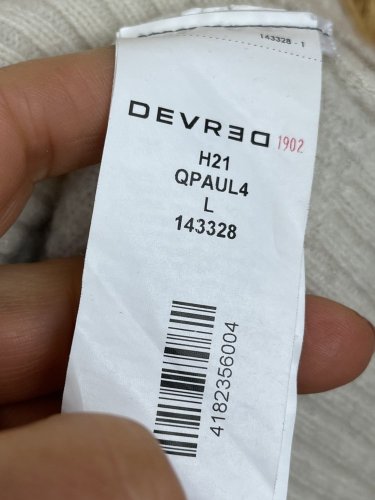 143328 - 1
DEVRED 1902
H21
QPAUL4
L
143328
4182356004